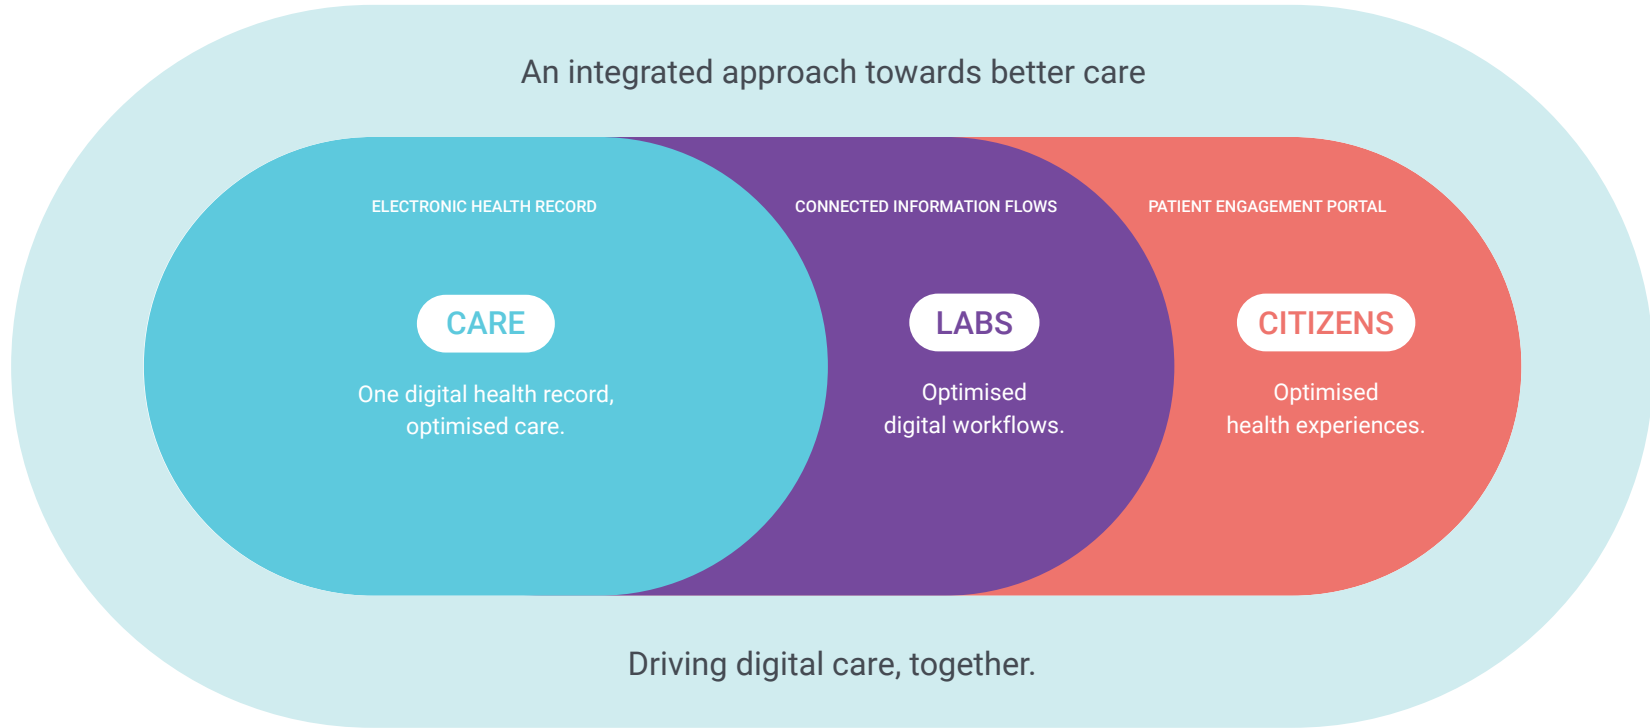 An integrated approach towards better care
ELECTRONIC HEALTH RECORD
CARE
One digital health record,
optimised care.
CONNECTED INFORMATION FLOWS
LABS
Optimised
digital workflows.
PATIENT ENGAGEMENT PORTAL
CITIZENS
Optimised
health experiences.
Driving digital care, together.